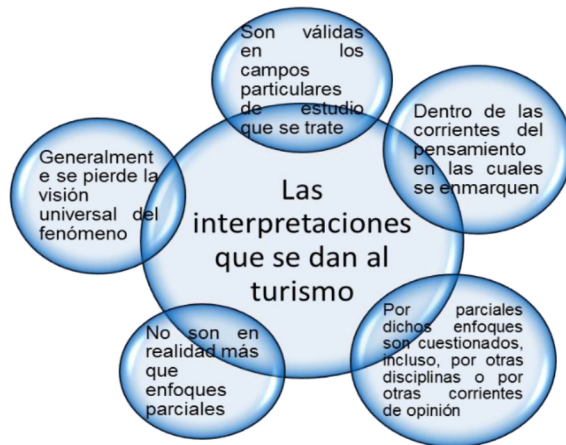 Son válidas
en los
campos
particulares
de estudio
que se trate
Dentro de las
corrientes del
pensamiento
en las cuales
se enmarquen
Generalment
e se pierde la
visión
universal del
fenómeno
Las
interpretaciones
que se dan al
turismo
Por parciales
dichos enfoques
son cuestionados,
incluso, por otras
disciplinas o por
otras corrientes
de opinión
No son en
realidad más
que
enfoques
parciales